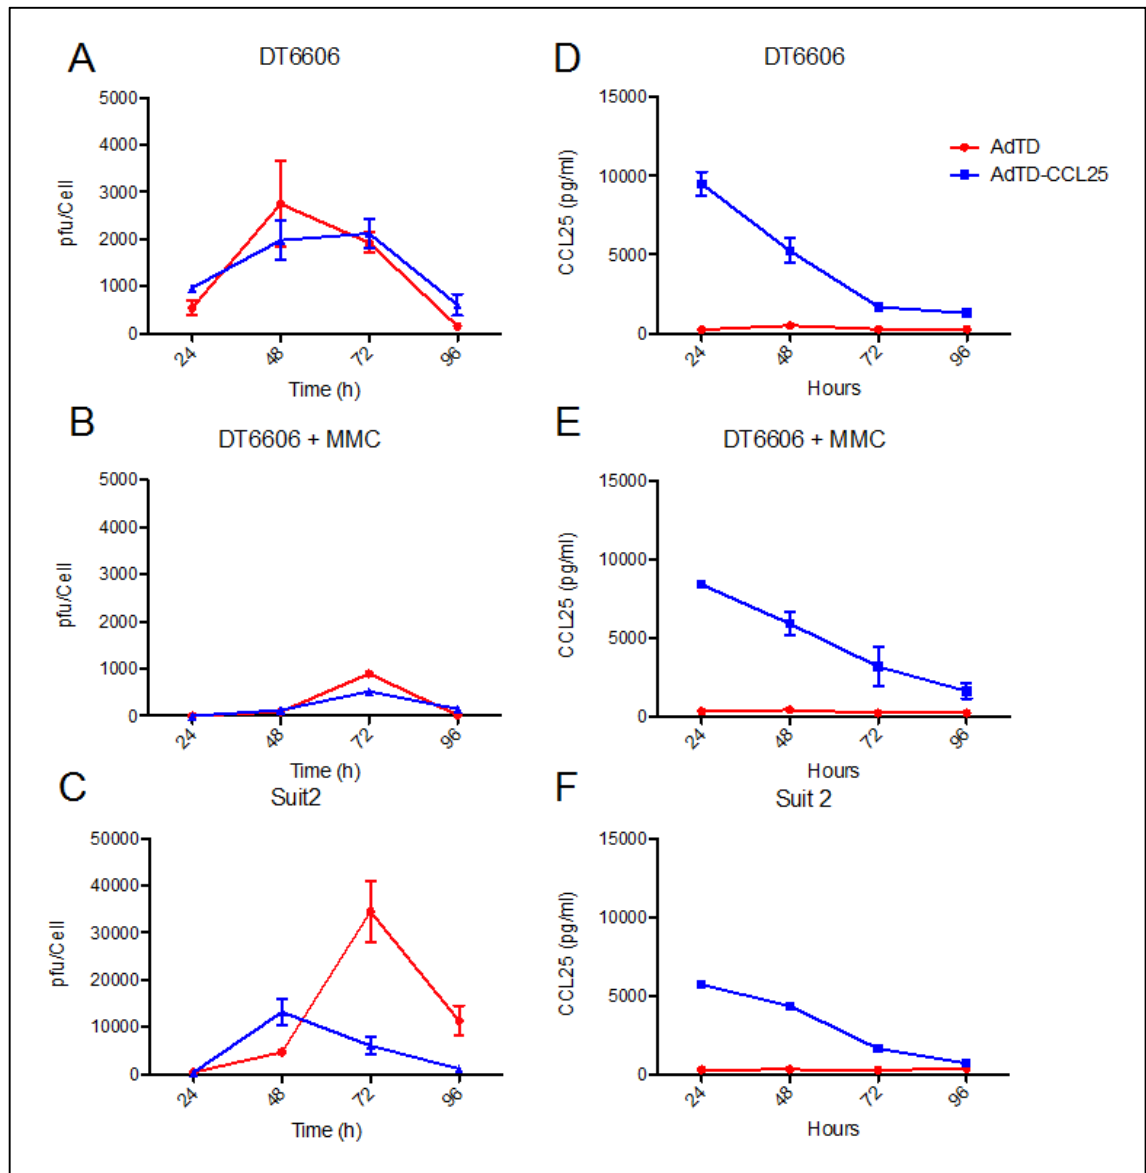 A
DT6606
5000
4000
3000
2000
1000
0
pfu/Cell
24
48
72
96
Time (h)
D
DT6606
15000
10000
5000
0
CCL25 (pg/ml)
24
48
72
96
Hours
AdTD
AdTD-CCL25
B
DT6606 + MMC
5000
4000
3000
2000
1000
0
pfu/Cell
24
48
72
96
Time (h)
E
DT6606 + MMC
15000
10000
5000
0
CCL25 (pg/ml)
24
48
72
96
Hours
C
Suit2
50000
40000
30000
20000
10000
0
pfu/Cell
24
48
72
96
Time (h)
F
Suit 2
15000
10000
5000
0
CCL25 (pg/ml)
24
48
72
96
Hours